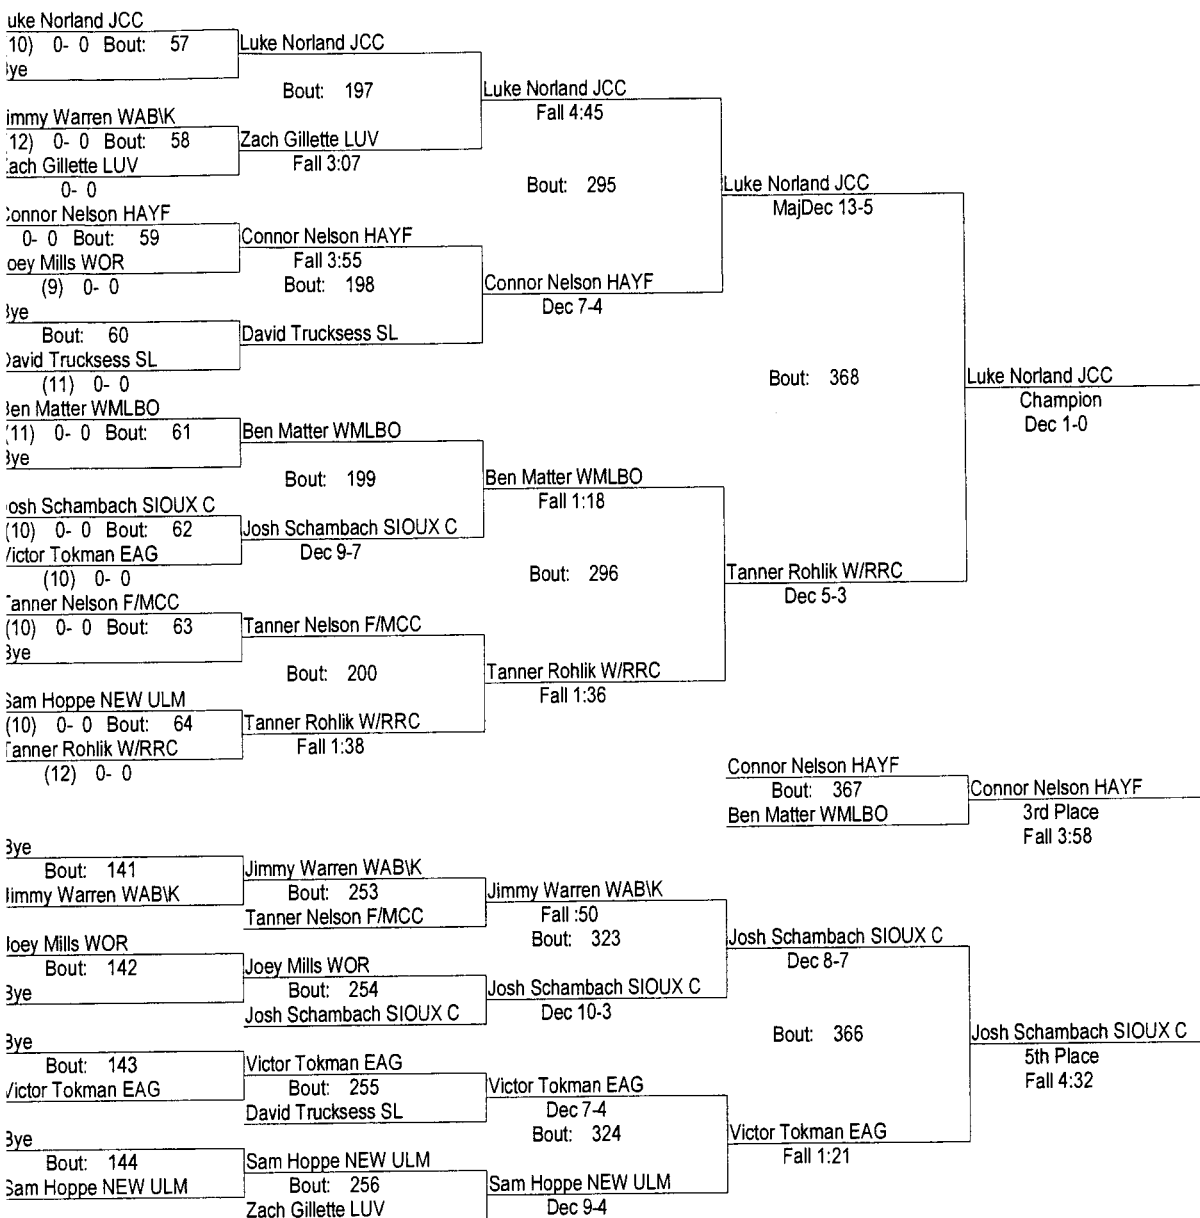 uke Norland JCC
10) 0- 0 Bout: 57
Bye
Luke Norland JCC
Bout: 197
immy Warren WAB\K
12) 0- 0 Bout: 58
Zach Gillette LUV
0- 0
Zach Gillette LUV
Fall 3:07
Luke Norland JCC
Fall 4:45
Bout: 295
Connor Nelson HAYF
0- 0 Bout: 59
oey Mills WOR
(9) 0- 0
Connor Nelson HAYF
Fall 3:55
Bout: 198
Bye
Bout: 60
David Trucksess SL
(11) 0- 0
David Trucksess SL
Connor Nelson HAYF
Dec 7-4
Luke Norland JCC
MajDec 13-5
Bout: 368
Ben Matter WMLBO
(11) 0- 0 Bout: 61
Bye
Ben Matter WMLBO
Bout: 199
Josh Schambach SIOUX C
(10) 0- 0 Bout: 62
Victor Tokman EAG
(10) 0- 0
Josh Schambach SIOUX C
Dec 9-7
Ben Matter WMLBO
Fall 1:18
Bout: 296
Tanner Nelson F/MCC
(10) 0- 0 Bout: 63
Bye
Tanner Nelson F/MCC
Bout: 200
Sam Hoppe NEW ULM
(10) 0- 0 Bout: 64
Tanner Rohlik W/RRC
(12) 0- 0
Tanner Rohlik W/RRC
Fall 1:38
Tanner Rohlik W/RRC
Fall 1:36
Tanner Rohlik W/RRC
Dec 5-3
Luke Norland JCC
Champion
Dec 1-0
Connor Nelson HAYF
Bout: 367
Ben Matter WMLBO
Connor Nelson HAYF
3rd Place
Fall 3:58
Bye
Bout: 141
Jimmy Warren WAB\K
Jimmy Warren WAB\K
Bout: 253
Tanner Nelson F/MCC
Jimmy Warren WAB\K
Fall :50
Bout: 323
Joey Mills WOR
Bout: 142
Bye
Joey Mills WOR
Bout: 254
Josh Schambach SIOUX C
Josh Schambach SIOUX C
Dec 10-3
Josh Schambach SIOUX C
Dec 8-7
Bout: 366
Bye
Bout: 143
Victor Tokman EAG
Victor Tokman EAG
Bout: 255
David Trucksess SL
Victor Tokman EAG
Dec 7-4
Bout: 324
Bye
Bout: 144
Sam Hoppe NEW ULM
Sam Hoppe NEW ULM
Bout: 256
Zach Gillette LUV
Sam Hoppe NEW ULM
Dec 9-4
Victor Tokman EAG
Fall 1:21
Josh Schambach SIOUX C
5th Place
Fall 4:32